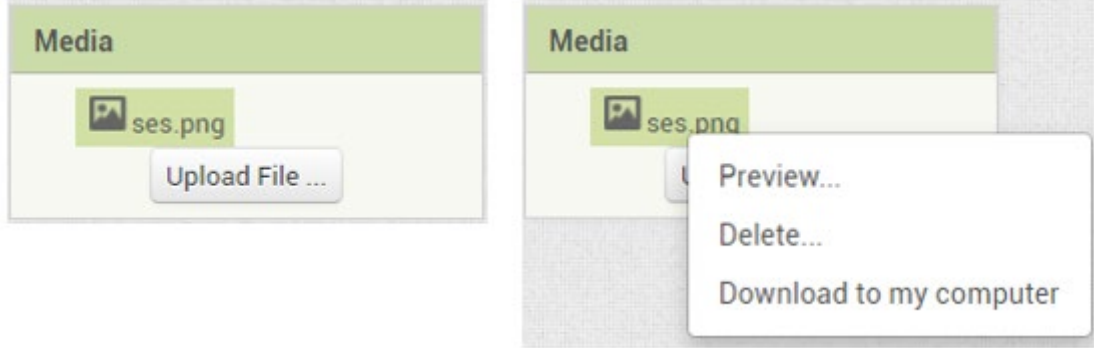 Media
ses.png
Upload File ...
Media
ses.png
U
Preview...
Delete...
Download to my computer